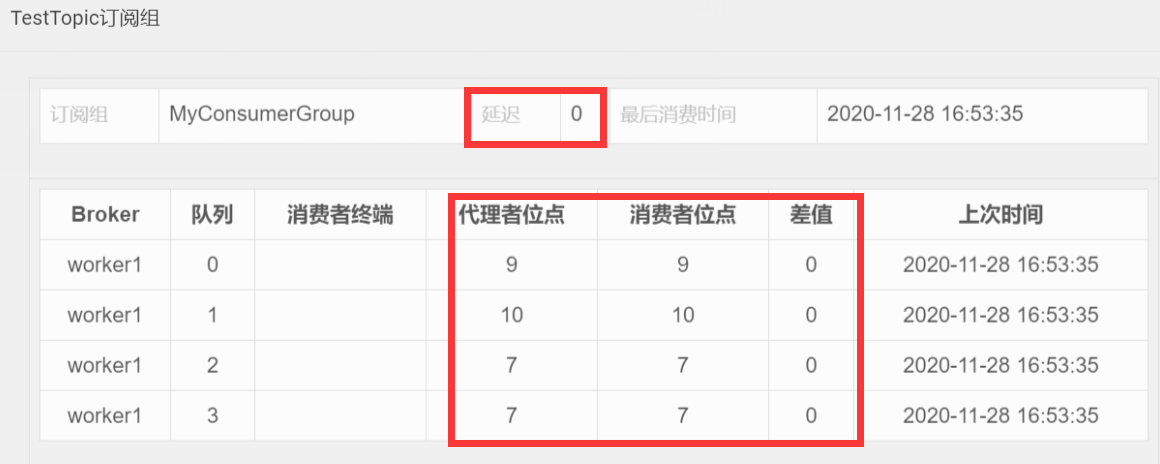 TestTopic订阅组
订阅组 MyConsumerGroup 延迟 0 最后消费时间 2020-11-28 16:53:35
Broker 队列 消费者终端 代理者位点 消费者位点 差值 上次时间
worker1 0 9 9 0 2020-11-28 16:53:35
worker1 1 10 10 0 2020-11-28 16:53:35
worker1 2 7 7 0 2020-11-28 16:53:35
worker1 3 7 7 0 2020-11-28 16:53:35